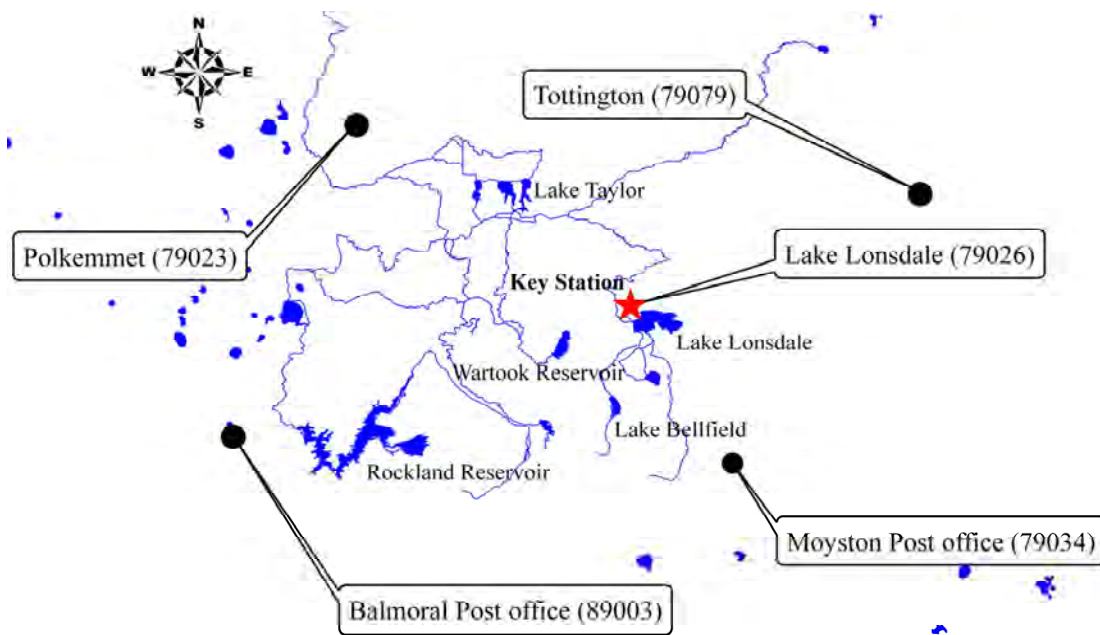 N
W E
S
Tottington (79079)
Lake Taylor
Polkemmet (79023)
Lake Lonsdale (79026)
Key Station
Lake Lonsdale
Wartook Reservoir
Lake Bellfield
Rockland Reservoir
Moyston Post office (79034)
Balmoral Post office (89003)